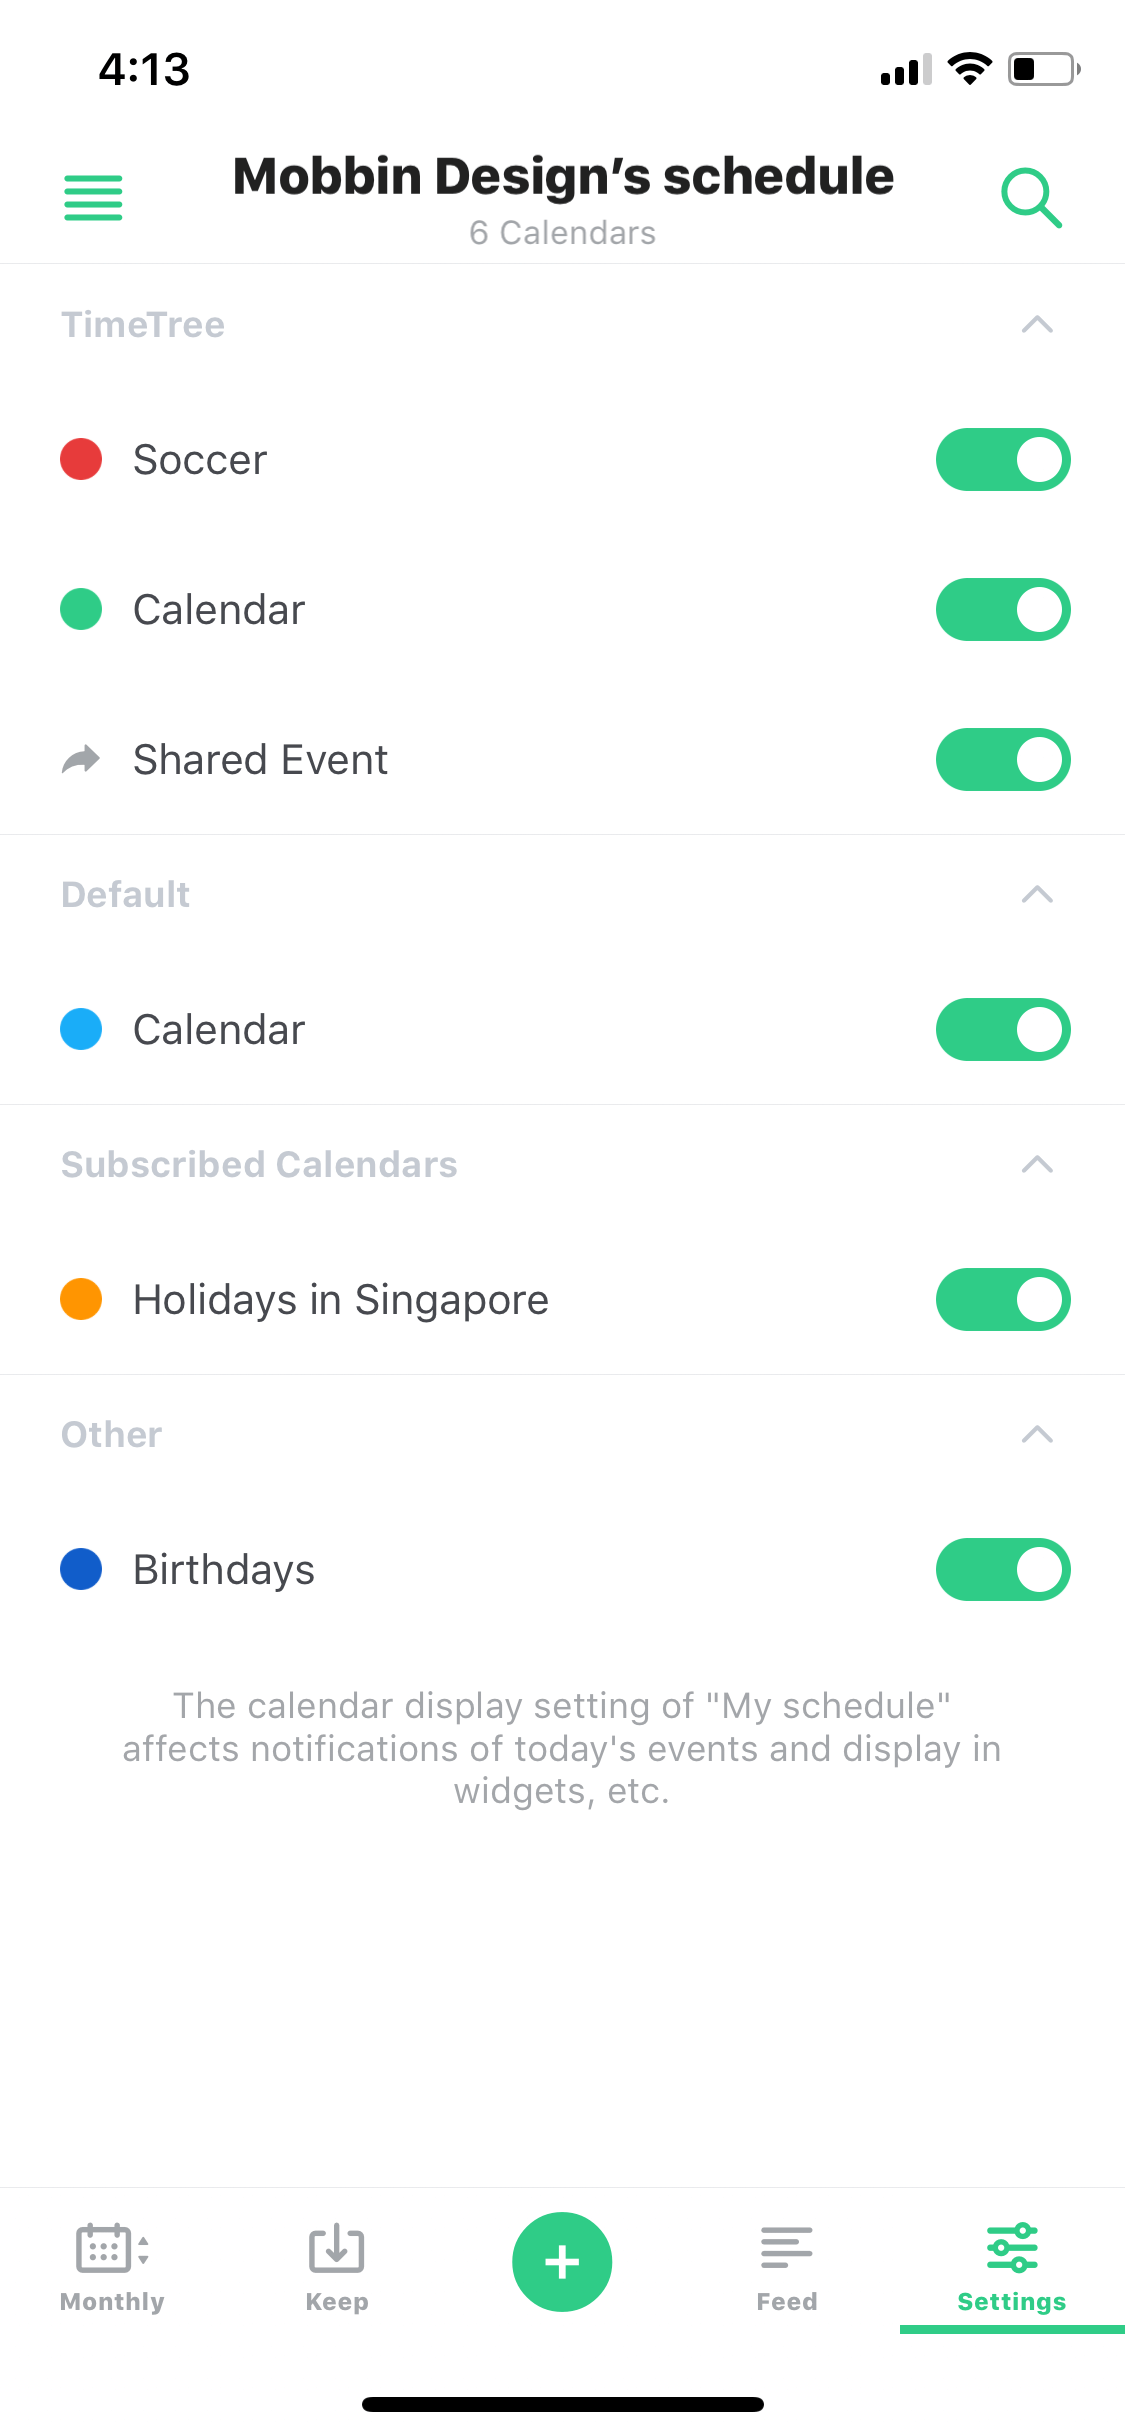 4:13
Mobbin Design’s schedule
6 Calendars
TimeTree
Soccer
Calendar
Shared Event
Default
Calendar
Subscribed Calendars
Holidays in Singapore
Other
Birthdays
The calendar display setting of "My schedule"
affects notifications of today's events and display in
widgets, etc.
Monthly
Keep
Feed
Settings